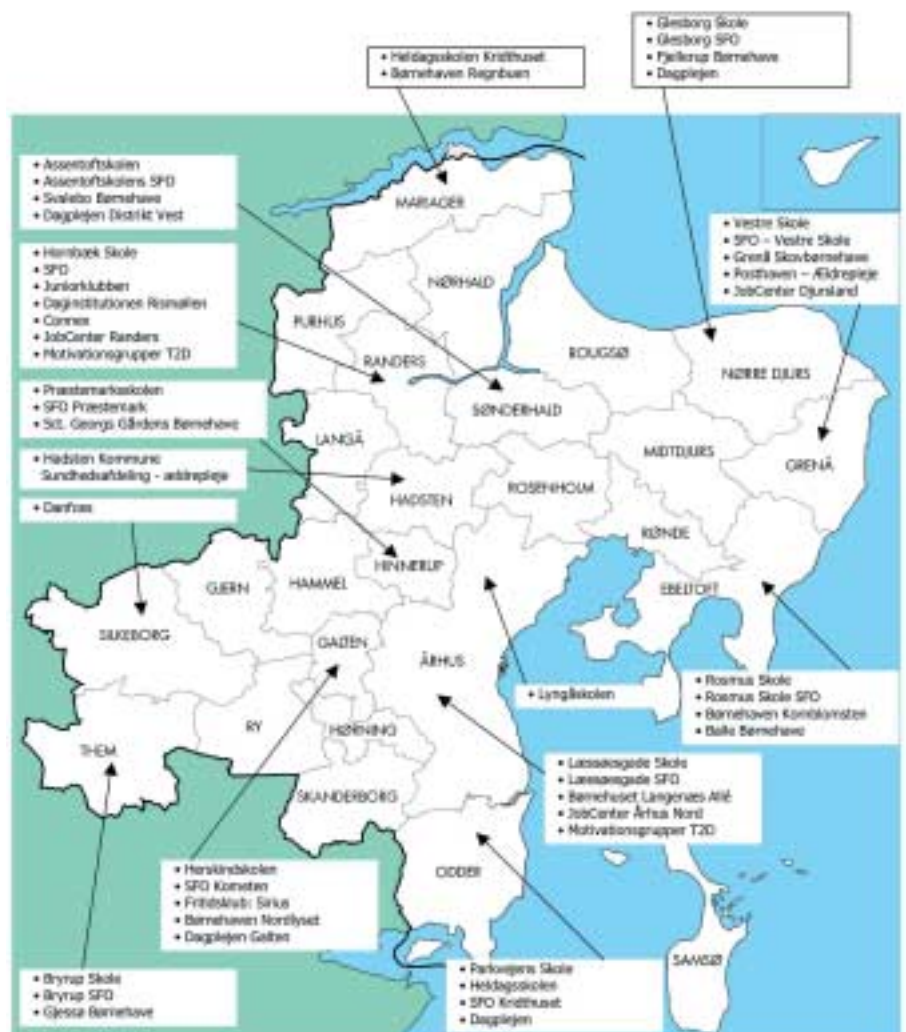 • Heldagsskolen Kridthuset
• Børnehaven Regnbuen
• Glesborg Skole
• Glesborg SFO
• Fjellerup Børnehave
• Dagplejen
• Assentoftskolen
• Assentoftskolens SFO
• Svalebo Børnehave
• Dagplejen Distrikt Vest
• Hornbæk Skole
• SFO
• Juniorklubben
• Daginstitutionen Rismøllen
• Connex
• JobCenter Randers
• Motivationsgrupper T2D
• Præstemarksskolen
• SFO Præstemark
• Sct. Georgs Gårdens Børnehave
• Hadsten Kommune
Sundhedsafdeling - ældrepleje
• Danfoss
• Vestre Skole
• SFO – Vestre Skole
• Grenå Skovbørnehave
• Posthaven – Ældrepleje
• JobCenter Djursland
MARIAGER
NØRHALD
PURHUS
RANDERS
ROUGSØ
NØRRE DJURS
SØNDERHALD
LANGÅ
MIDTDJURS
GRENÅ
HADSTEN
ROSENHOLM
RØNDE
HINNERUP
HAMMEL
GJERN
EBELTOFT
SILKEBORG
GALTEN
ÅRHUS
RY
HØRNING
THEM
SKANDERBORG
ODDER
SAMSØ
• Lyngåskolen
• Rosmus Skole
• Rosmus Skole SFO
• Børnehaven Kornblomsten
• Balle Børnehave
• Læssøesgade Skole
• Læssøesgade SFO
• Børnehuset Langenæs Allé
• JobCenter Århus Nord
• Motivationsgrupper T2D
• Herskindskolen
• SFO Kometen
• Fritidsklub: Sirius
• Børnehaven Nordlyset
• Dagplejen Galten
• Bryrup Skole
• Bryrup SFO
• Gjessø Børnehave
• Parkvejens Skole
• Heldagsskolen
• SFO Kridthuset
• Dagplejen